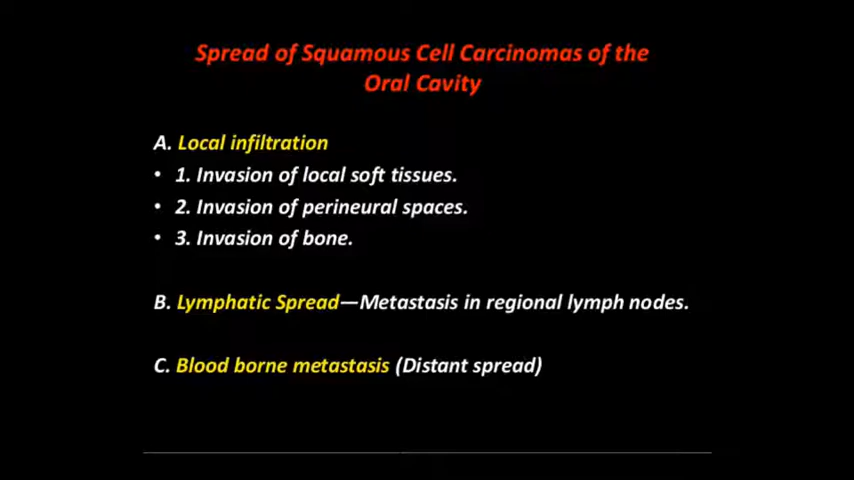 Spread of Squamous Cell Carcinomas of the
Oral Cavity
A. Local infiltration
• 1. Invasion of local soft tissues.
• 2. Invasion of perineural spaces.
• 3. Invasion of bone.
B. Lymphatic Spread—Metastasis in regional lymph nodes.
C. Blood borne metastasis (Distant spread)